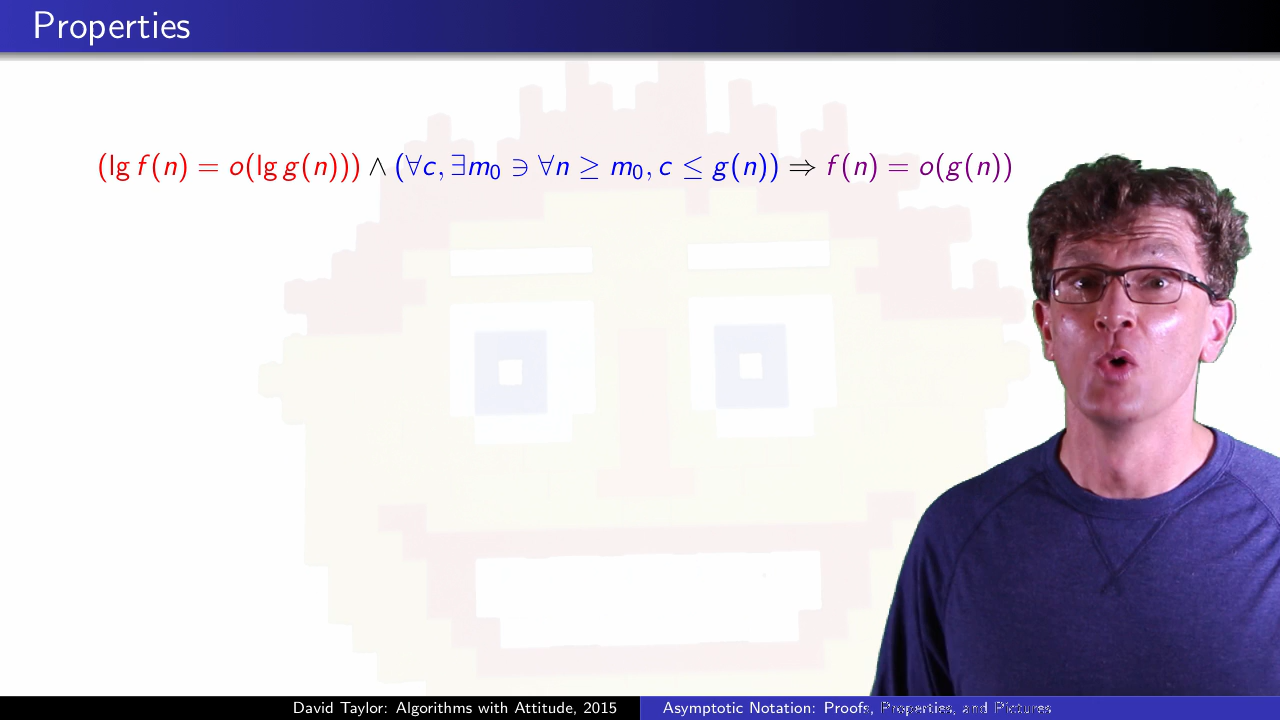 Properties
(lg f(n) = o(lg g(n))) ∧ (∀c, ∃m₀ ∋ ∀n ≥ m₀, c ≤ g(n)) ⇒ f(n) = o(g(n))
David Taylor: Algorithms with Attitude, 2015
Asymptotic Notation: Proofs, Properties, and Pictures